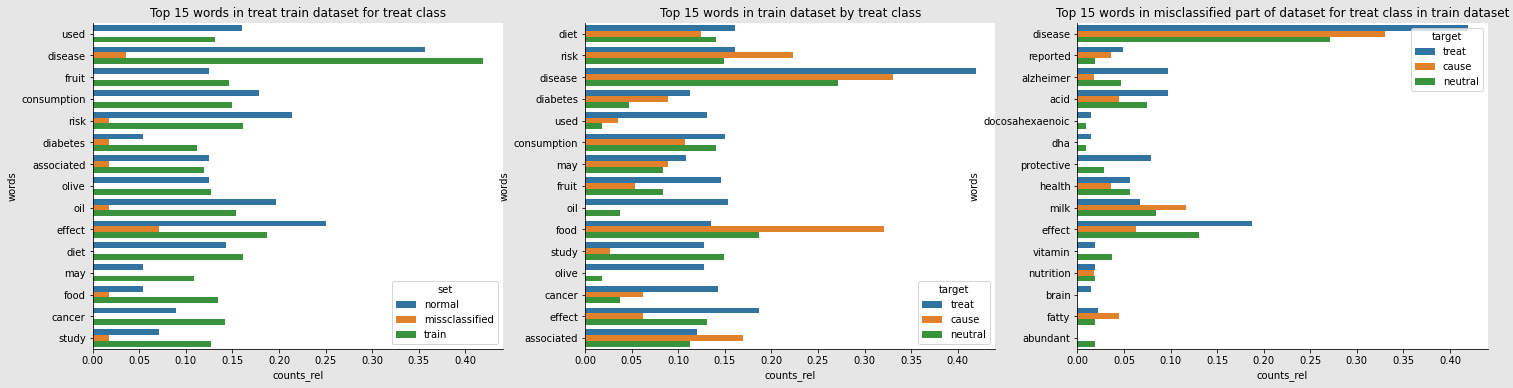 Top 15 words in treat train dataset for treat class
words
used
disease
fruit
consumption
risk
diabetes
associated
olive
oil
effect
diet
may
food
cancer
study
set
normal
missclassified
train
0.00 0.05 0.10 0.15 0.20 0.25 0.30 0.35 0.40
counts_rel
Top 15 words in train dataset by treat class
words
diet
risk
disease
diabetes
used
consumption
may
fruit
oil
food
study
olive
cancer
effect
associated
target
treat
cause
neutral
0.00 0.05 0.10 0.15 0.20 0.25 0.30 0.35 0.40
counts_rel
Top 15 words in misclassified part of dataset for treat class in train dataset
words
disease
reported
alzheimer
acid
docosahexaenoic
dha
protective
health
milk
effect
vitamin
nutrition
brain
fatty
abundant
target
treat
cause
neutral
0.00 0.05 0.10 0.15 0.20 0.25 0.30 0.35 0.40
counts_rel